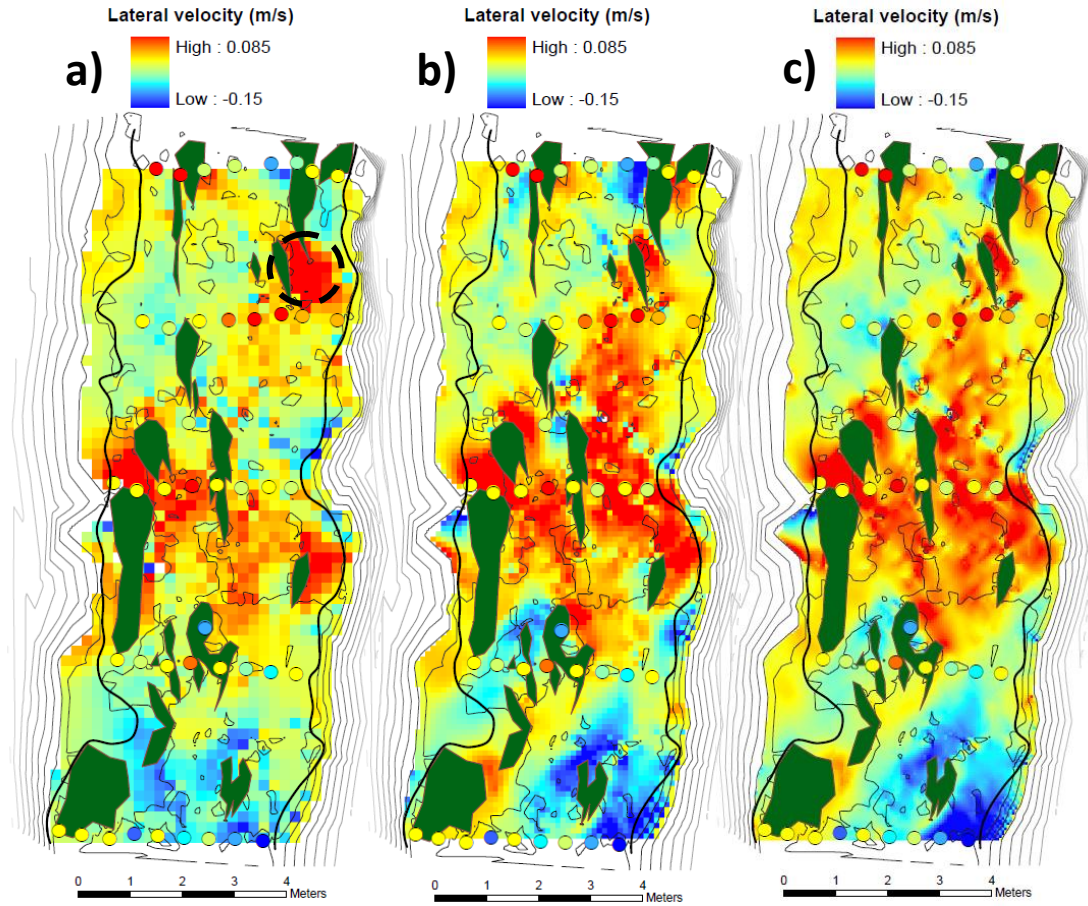 Lateral velocity (m/s)
a)
High : 0.085
Low : -0.15
0 1 2 3 4
Meters
Lateral velocity (m/s)
b)
High : 0.085
Low : -0.15
0 1 2 3 4
Meters
Lateral velocity (m/s)
c)
High : 0.085
Low : -0.15
0 1 2 3 4
Meters